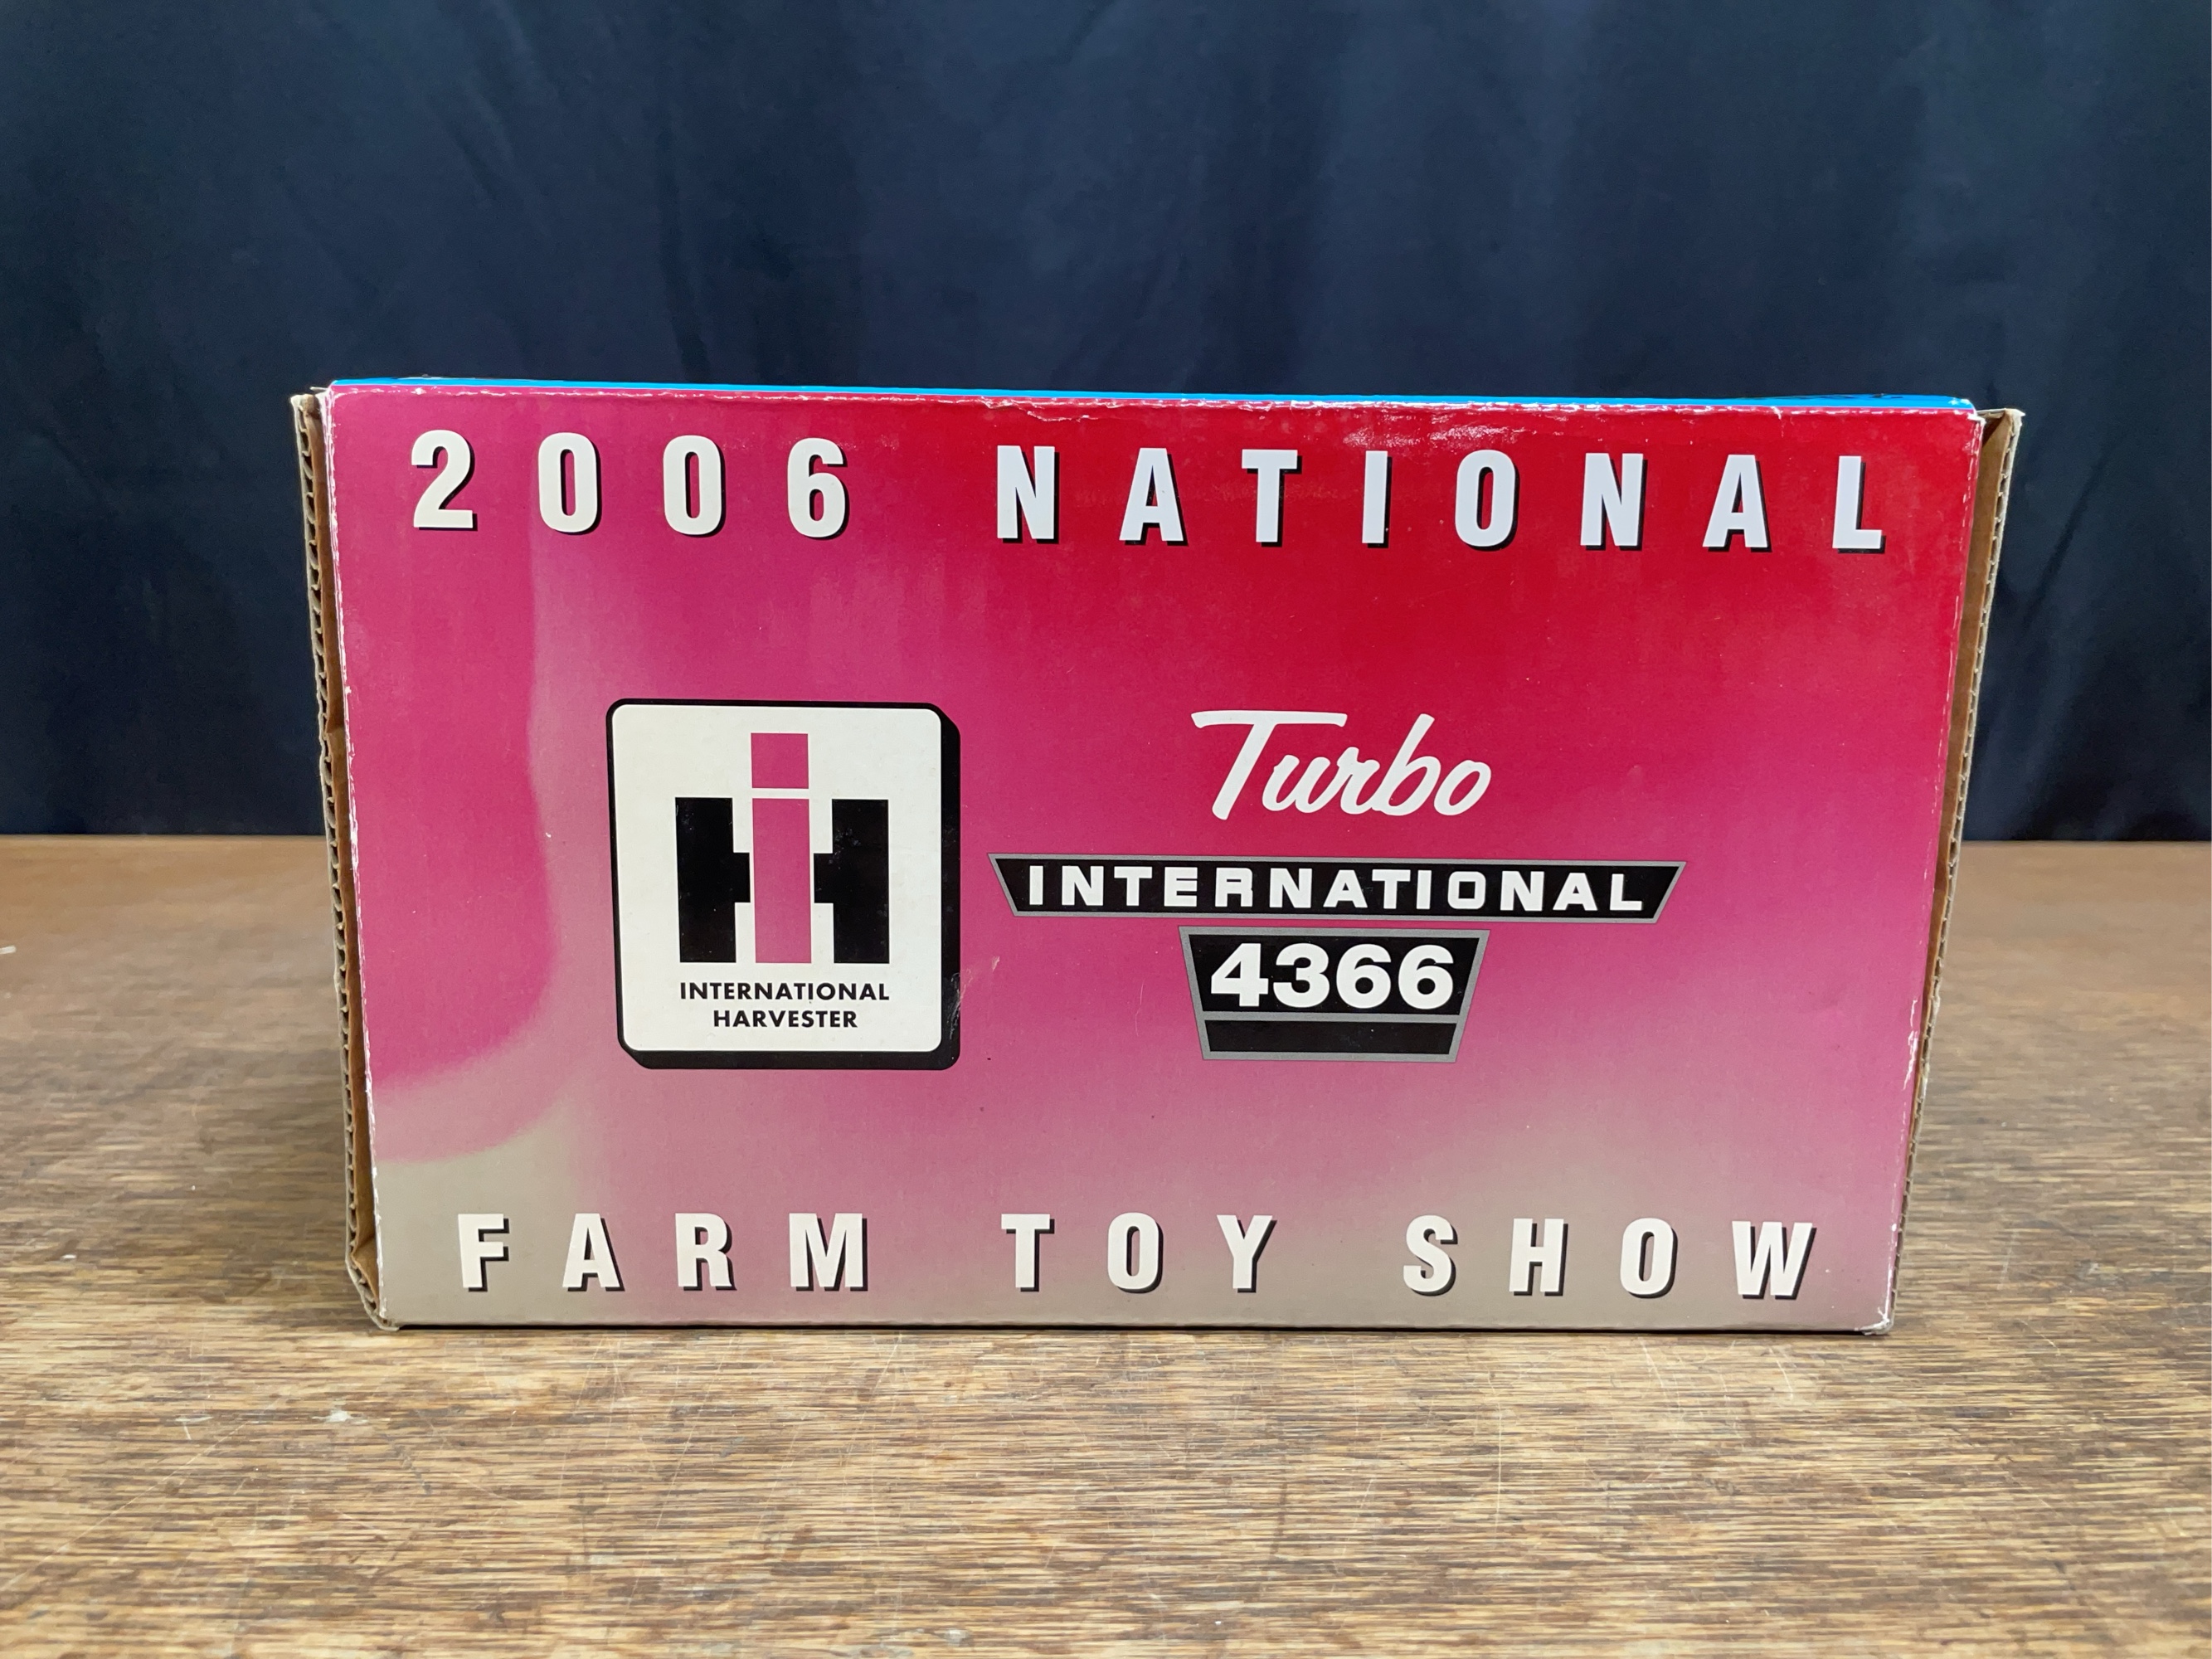 2006 NATIONAL
INTERNATIONAL
HARVESTER
Turbo
INTERNATIONAL
4366
FARM TOY SHOW